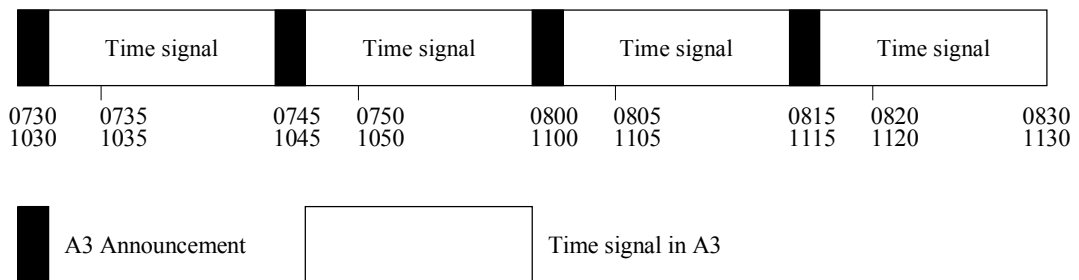 Time signal Time signal Time signal Time signal
0730 0735 0745 0750 0800 0805 0815 0820 0830
1030 1035 1045 1050 1100 1105 1115 1120 1130
A3 Announcement Time signal in A3